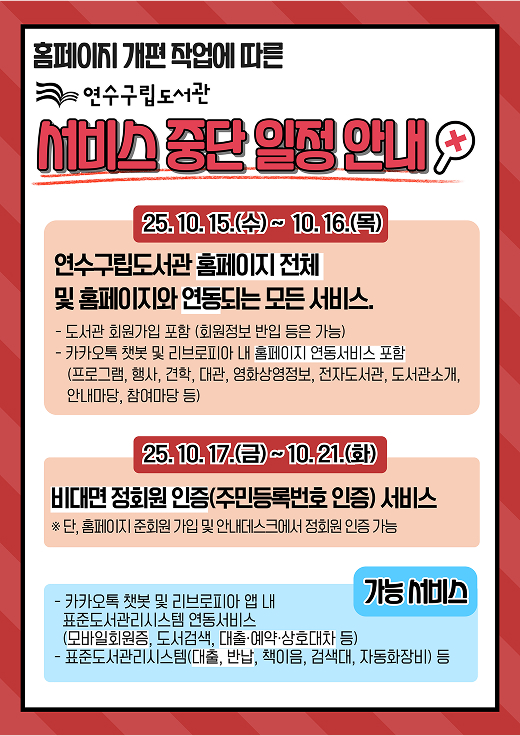 홈페이지 개편 작업에 따른
연수구립도서관
서비스 중단 일정 안내
25. 10. 15.(수) ~ 10. 16.(목)
연수구립도서관 홈페이지 전체
및 홈페이지와 연동되는 모든 서비스.
- 도서관 회원가입 포함 (회원정보 반입 등은 가능)
- 카카오톡 챗봇 및 리브로피아 내 홈페이지 연동서비스 포함
(프로그램, 행사, 견학, 대관, 영화상영정보, 전자도서관, 도서관소개,
안내마당, 참여마당 등)
25. 10. 17.(금) ~ 10. 21.(화)
비대면 정회원 인증(주민등록번호 인증) 서비스
※ 단, 홈페이지 준회원 가입 및 안내데스크에서 정회원 인증 가능
가능 서비스
- 카카오톡 챗봇 및 리브로피아 앱 내
표준도서관리시스템 연동서비스
(모바일회원증, 도서검색, 대출·예약·상호대차 등)
- 표준도서관리시스템(대출, 반납, 책이음, 검색대, 자동화장비) 등